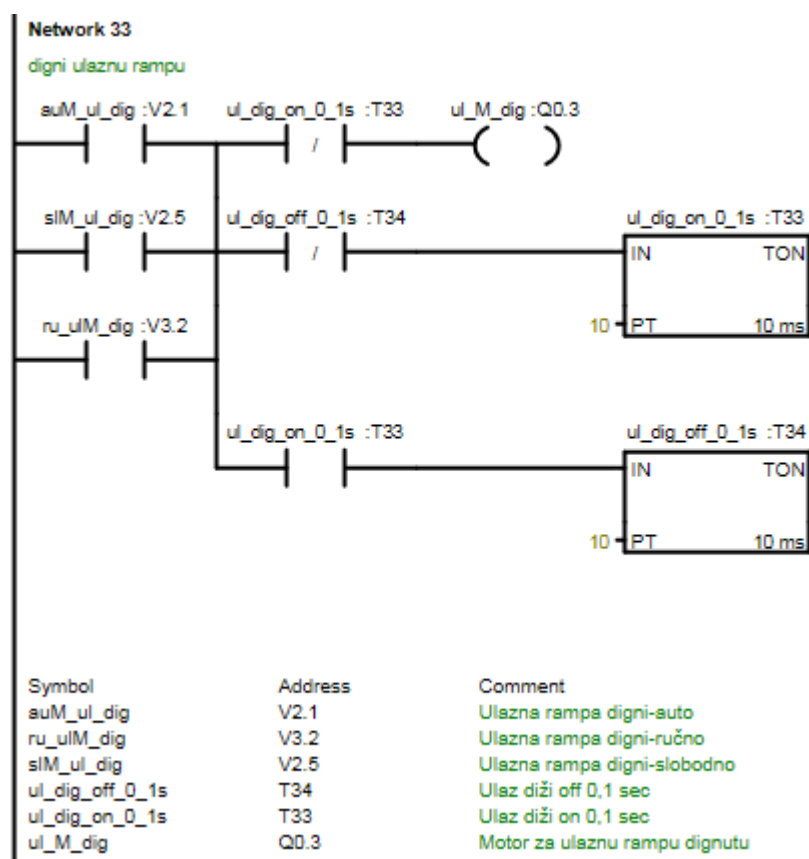 Network 33
digni ulaznu rampu
auM_ul_dig :V2.1 ul_dig_on_0_1s :T33 ul_M_dig :Q0.3
/
slM_ul_dig :V2.5 ul_dig_off_0_1s :T34 ul_dig_on_0_1s :T33
/
IN TON
ru_ulM_dig :V3.2
10 PT 10 ms
ul_dig_on_0_1s :T33 ul_dig_off_0_1s :T34
IN TON
10 PT 10 ms
Symbol Address Comment
auM_ul_dig V2.1 Ulazna rampa digni-auto
ru_ulM_dig V3.2 Ulazna rampa digni-ručno
slM_ul_dig V2.5 Ulazna rampa digni-slobodno
ul_dig_off_0_1s T34 Ulaz diži off 0,1 sec
ul_dig_on_0_1s T33 Ulaz diži on 0,1 sec
ul_M_dig Q0.3 Motor za ulaznu rampu dignutu